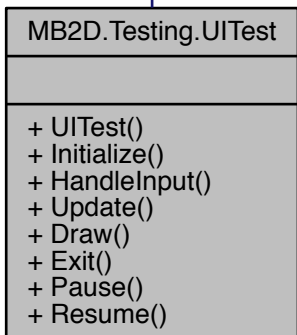 MB2D.Testing.UITest
+ UITest()
+ Initialize()
+ HandleInput()
+ Update()
+ Draw()
+ Exit()
+ Pause()
+ Resume()